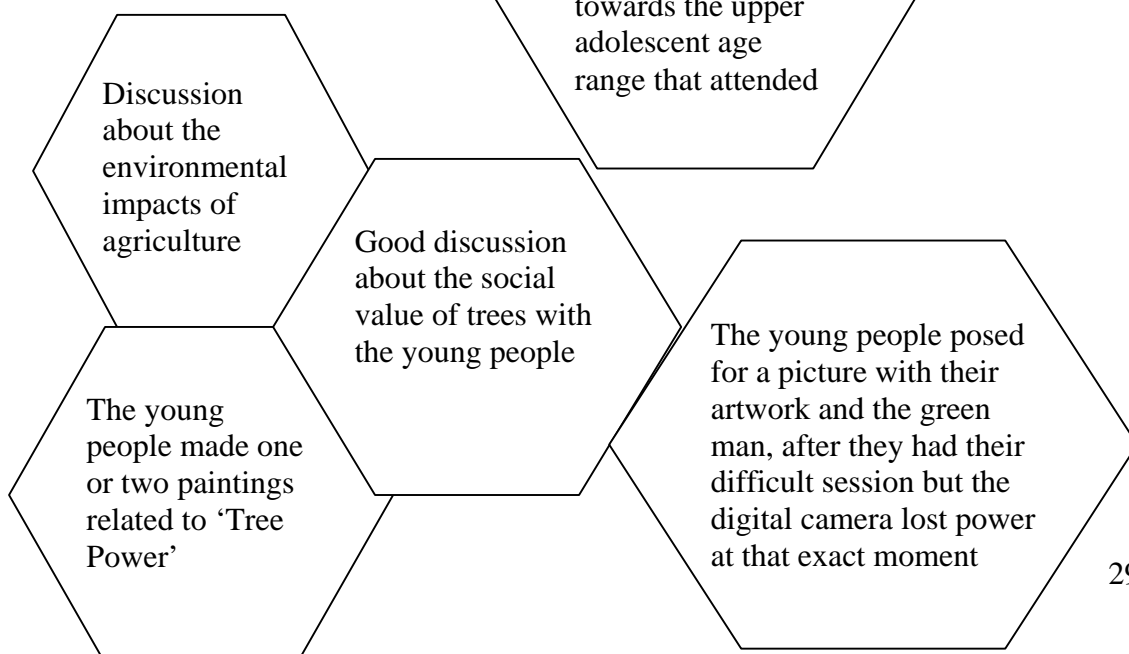 towards the upper
adolescent age
range that attended
Discussion
about the
environmental
impacts of
agriculture
Good discussion
about the social
value of trees with
the young people
The young people posed
for a picture with their
artwork and the green
man, after they had their
difficult session but the
digital camera lost power
at that exact moment
The young
people made one
or two paintings
related to ‘Tree
Power’
29